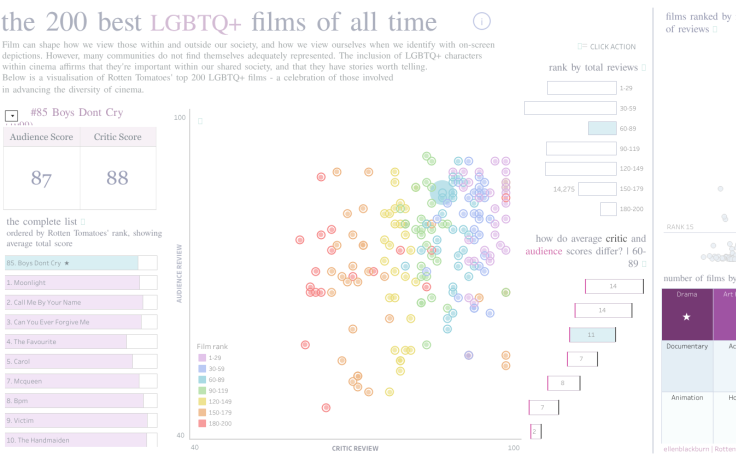 the 200 best LGBTQ+ films of all time
i
Film can shape how we view those within and outside our society, and how we view ourselves when we identify with on-screen
depictions. However, many communities do not find themselves adequately represented. The inclusion of LGBTQ+ characters
within cinema affirms that they're important within our shared society, and that they have stories worth telling.
Below is a visualisation of Rotten Tomatoes' top 200 LGBTQ+ films - a celebration of those involved
in advancing the diversity of cinema.
CLICK ACTION
#85 Boys Dont Cry
Audience Score
Critic Score
87
88
the complete list
ordered by Rotten Tomatoes' rank, showing
average total score
85. Boys Dont Cry ★
1. Moonlight
2. Call Me By Your Name
3. Can You Ever Forgive Me
4. The Favourite
5. Carol
7. Mcqueen
8. Bpm
9. Victim
10. The Handmaiden
100
AUDIENCE REVIEW
40
40
CRITIC REVIEW
100
Film rank
1-29
30-59
60-89
90-119
120-149
150-179
180-200
rank by total reviews
1-29
30-59
60-89
90-119
120-149
14,275
150-179
180-200
how do average critic and
audience scores differ? | 60-
89
14
14
11
7
8
7
2
films ranked by
of reviews
RANK 15
number of films by
Drama
Art
★
Documentary
Ac
Animation
Ho
ellenblackburn | Rotten